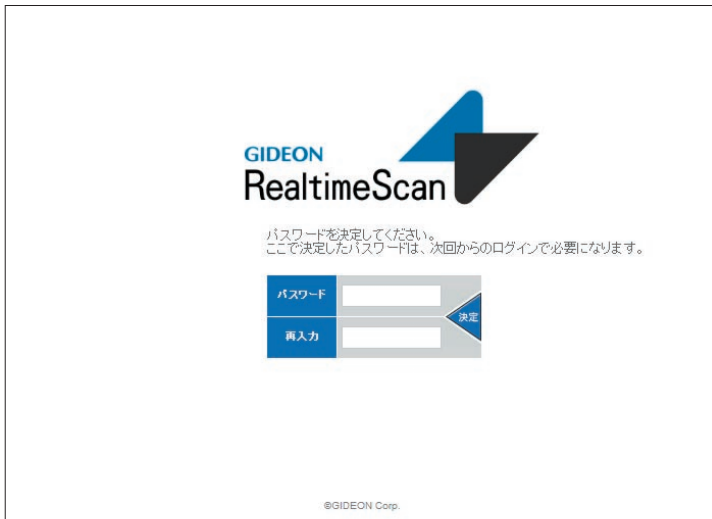 GIDEON
RealtimeScan
パスワードを決定してください。
ここで決定したパスワードは、次回からのログインで必要になります。
パスワード
決定
再入力
©GIDEON Corp.